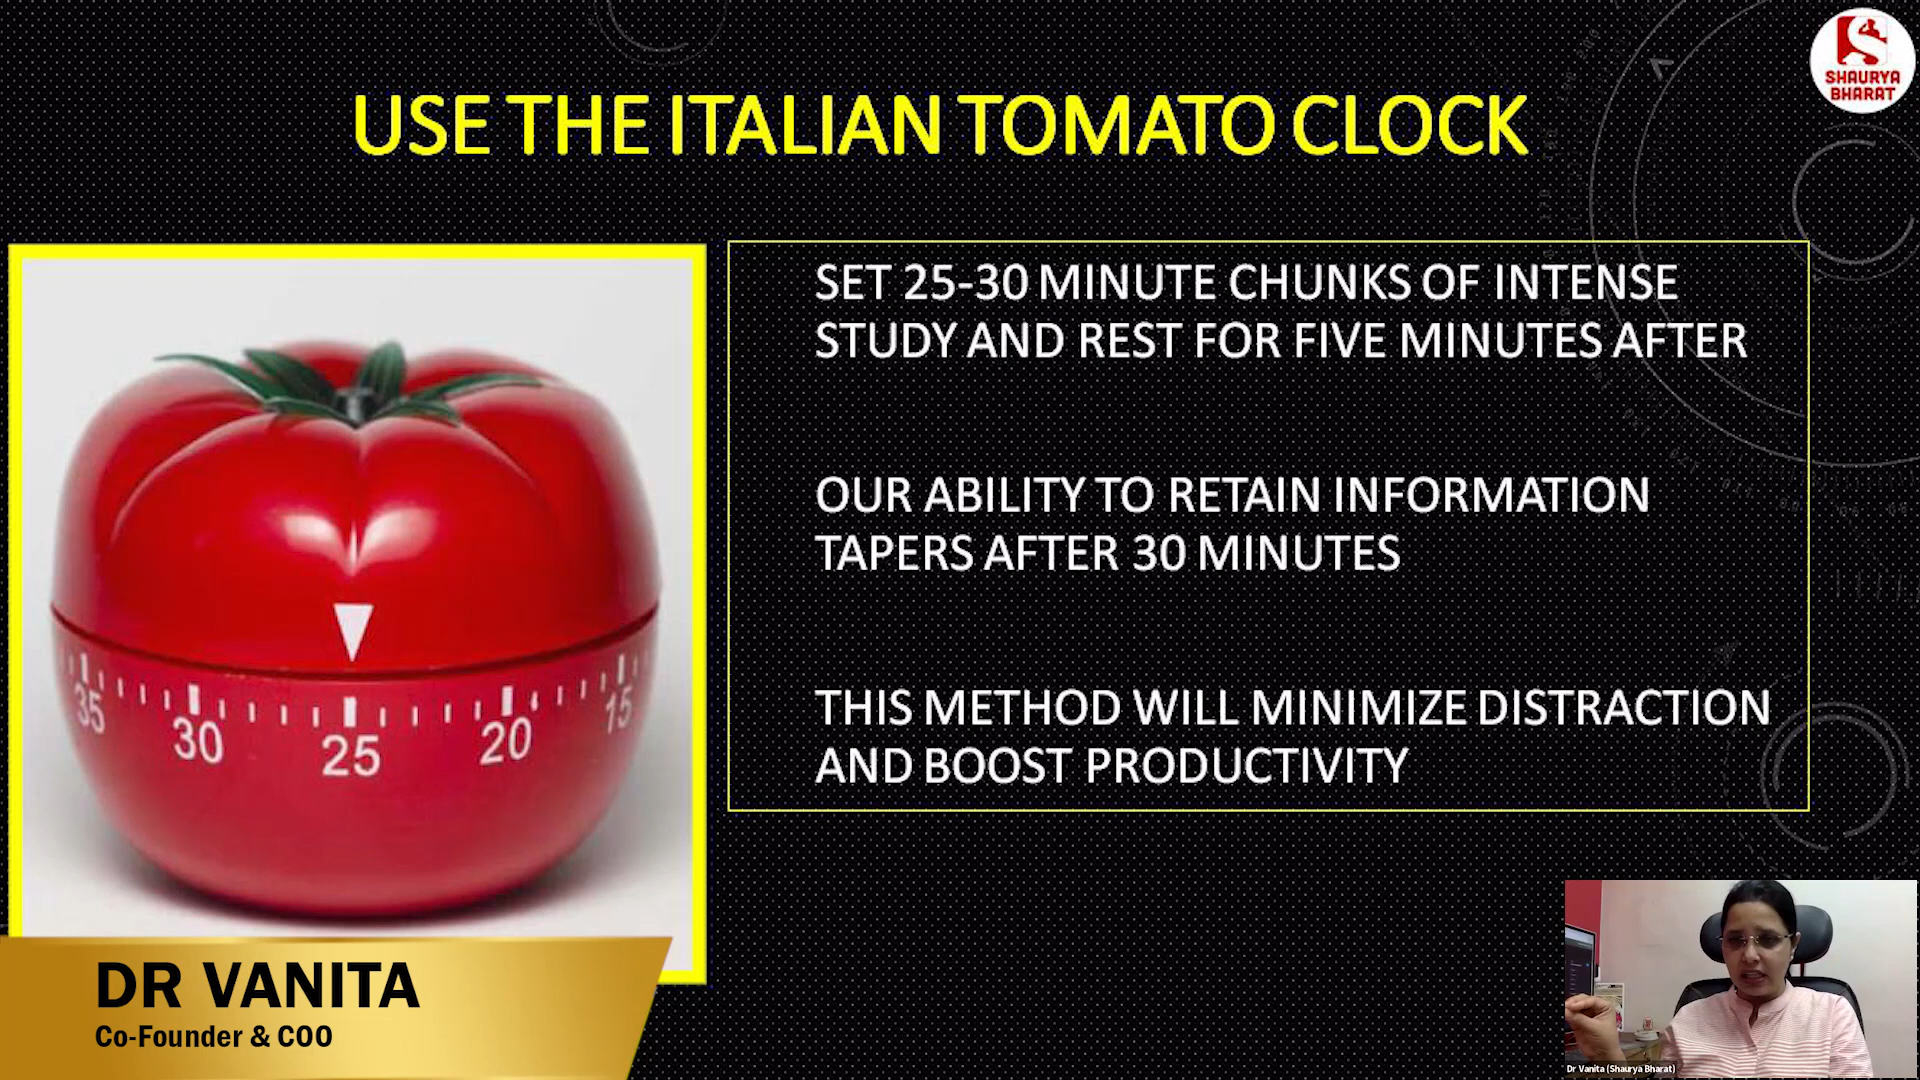 SHAURYA
BHARAT
USE THE ITALIAN TOMATO CLOCK
SET 25-30 MINUTE CHUNKS OF INTENSE
STUDY AND REST FOR FIVE MINUTES AFTER
OUR ABILITY TO RETAIN INFORMATION
TAPERS AFTER 30 MINUTES
THIS METHOD WILL MINIMIZE DISTRACTION
AND BOOST PRODUCTIVITY
35 30 25 20 15
DR VANITA
Co-Founder & COO
Dr Vanita (Shaurya Bharat)